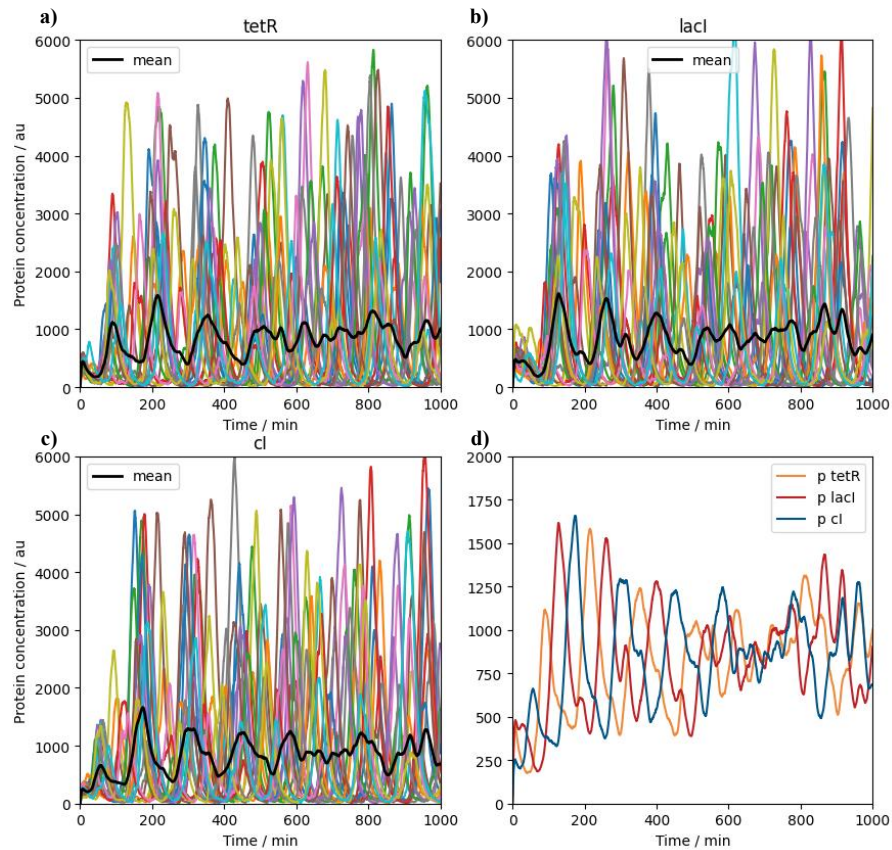 a)
tetR
mean
Protein concentration / au
6000
5000
4000
3000
2000
1000
0
0 200 400 600 800 1000
Time / min
b)
lacI
mean
6000
5000
4000
3000
2000
1000
0
0 200 400 600 800 1000
Time / min
c)
cI
mean
Protein concentration / au
6000
5000
4000
3000
2000
1000
0
0 200 400 600 800 1000
Time / min
d)
p tetR
p lacI
p cI
2000
1750
1500
1250
1000
750
500
250
0
0 200 400 600 800 1000
Time / min